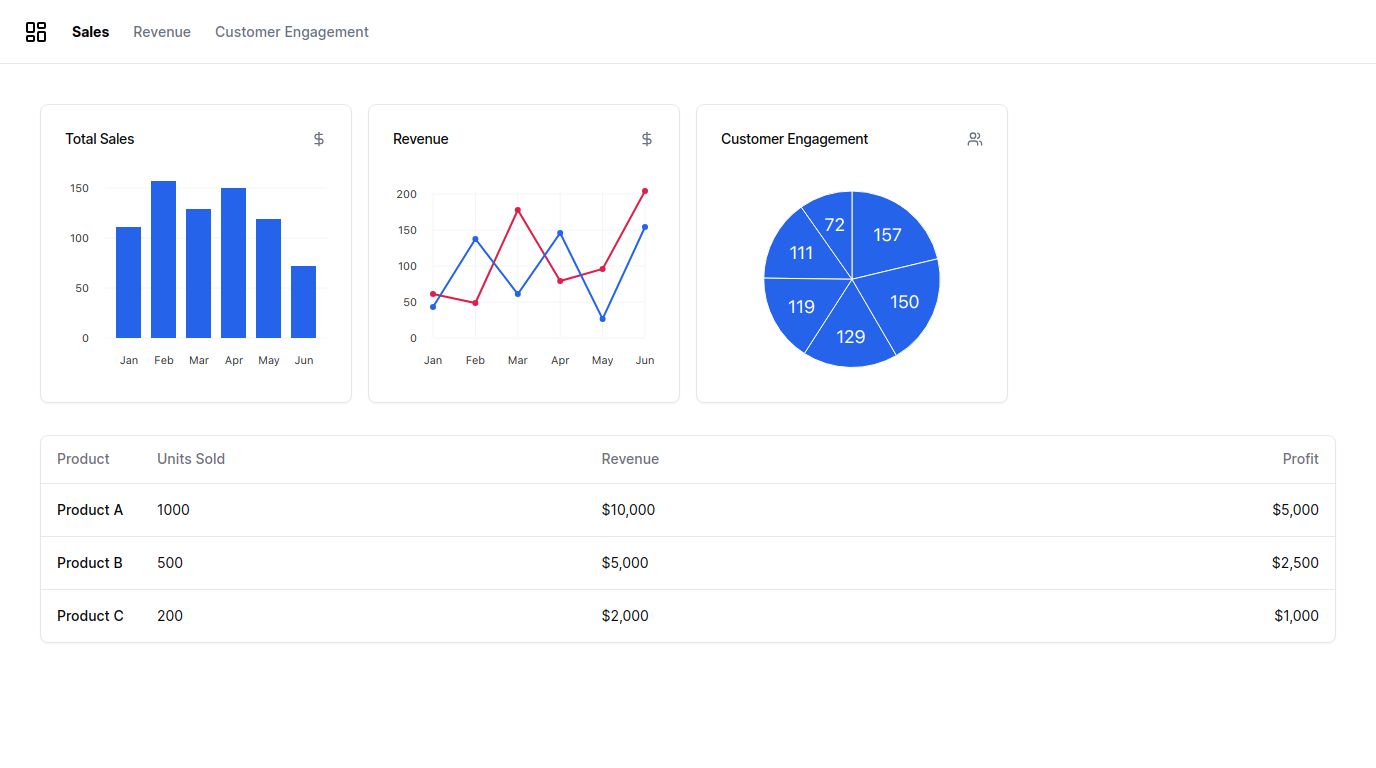 Sales Revenue Customer Engagement
Total Sales
150
100
50
0
Jan Feb Mar Apr May Jun
Revenue
200
150
100
50
0
Jan Feb Mar Apr May Jun
Customer Engagement
72
157
111
150
119
129
Product Units Sold Revenue Profit
Product A 1000 $10,000 $5,000
Product B 500 $5,000 $2,500
Product C 200 $2,000 $1,000